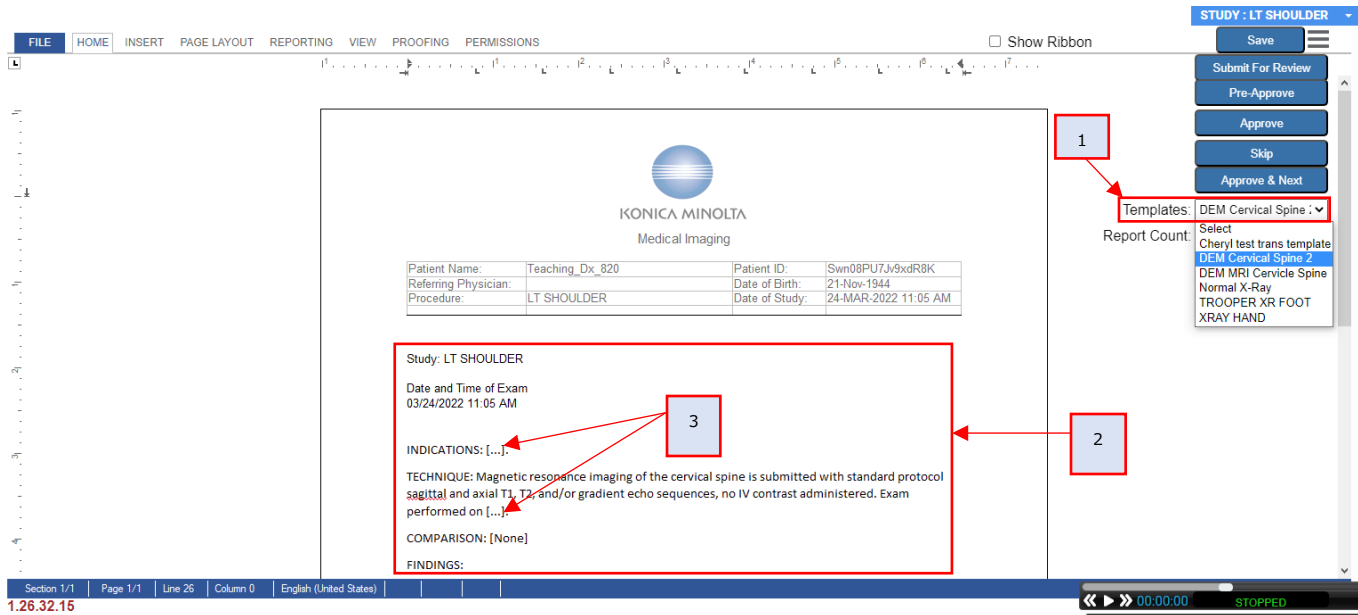 STUDY : LT SHOULDER
FILE HOME INSERT PAGE LAYOUT REPORTING VIEW PROOFING PERMISSIONS
Show Ribbon
Save
Submit For Review
Pre-Approve
Approve
Skip
Approve & Next
L
1 1 2 3 4 5 6 7
1
Templates: DEM Cervical Spine
Report Count:
Select
Cheryl test trans template
DEM Cervical Spine 2
DEM MRI Cervicle Spine
Normal X-Ray
TROOPER XR FOOT
XRAY HAND
KONICA MINOLTA
Medical Imaging
Patient Name: Teaching_Dx_820 Patient ID: Swn08PU7Jv9xdR8K
Referring Physician: Date of Birth: 21-Nov-1944
Procedure: LT SHOULDER Date of Study: 24-MAR-2022 11:05 AM
Study: LT SHOULDER
Date and Time of Exam
03/24/2022 11:05 AM
3
2
INDICATIONS: [...].
TECHNIQUE: Magnetic resonance imaging of the cervical spine is submitted with standard protocol
sagittal and axial T1, T2, and/or gradient echo sequences, no IV contrast administered. Exam
performed on [...].
COMPARISON: [None]
FINDINGS:
Section 1/1 Page 1/1 Line 26 Column 0 English (United States)
00:00:00 STOPPED
1.26.32.15